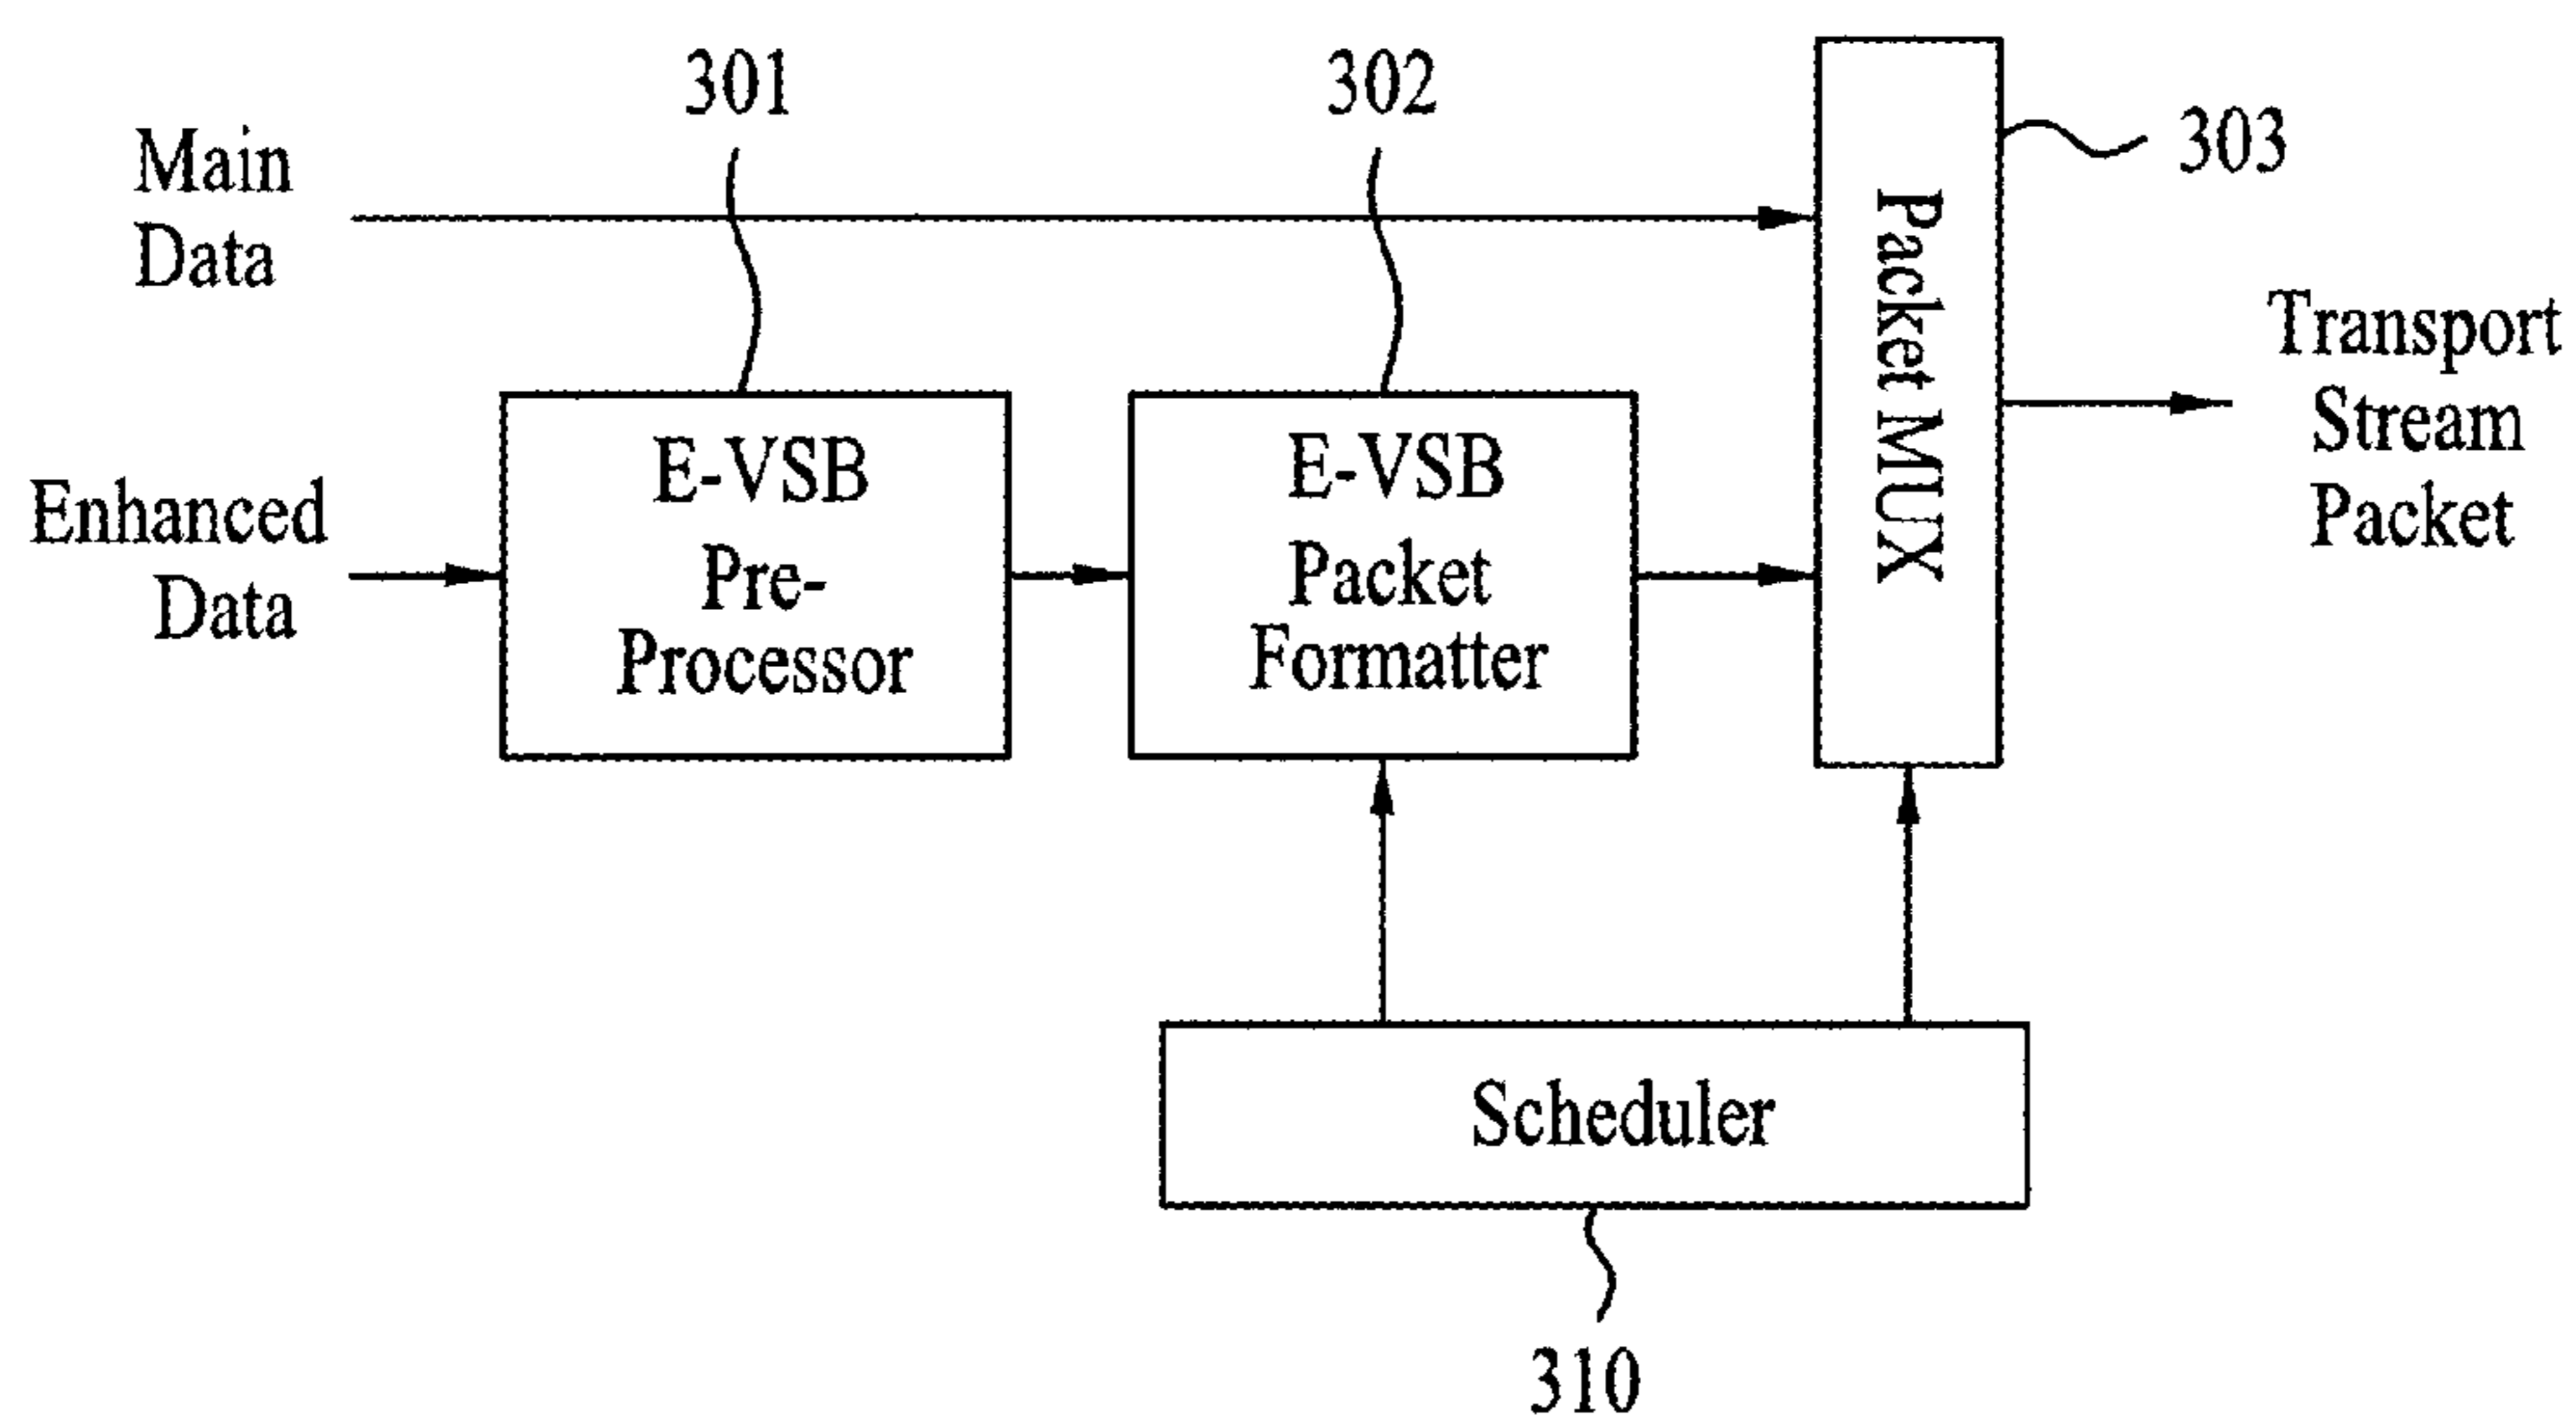 301
302
303
Main
Data
Packet MUX
Transport
Stream
Packet
Enhanced
Data
E-VSB
Pre-
Processor
E-VSB
Packet
Formatter
Scheduler
310